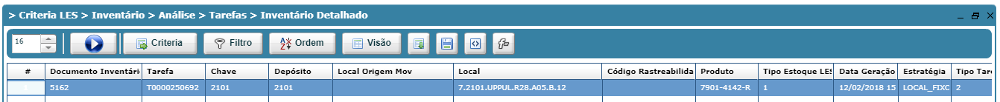 > Criteria LES > Inventário > Análise > Tarefas > Inventário Detalhado
16 Criteria Filtro Ordem Visão
# Documento Inventári Tarefa Chave Depósito Local Origem Mov Local Código Rastreabilida Produto Tipo Estoque LES Data Geração Estratégia Tipo Tare
1 5162 T0000250692 2101 2101 7.2101.UPPUL.R28.A05.B.12 7901-4142-R 1 12/02/2018 15 LOCAL_FIXO 2